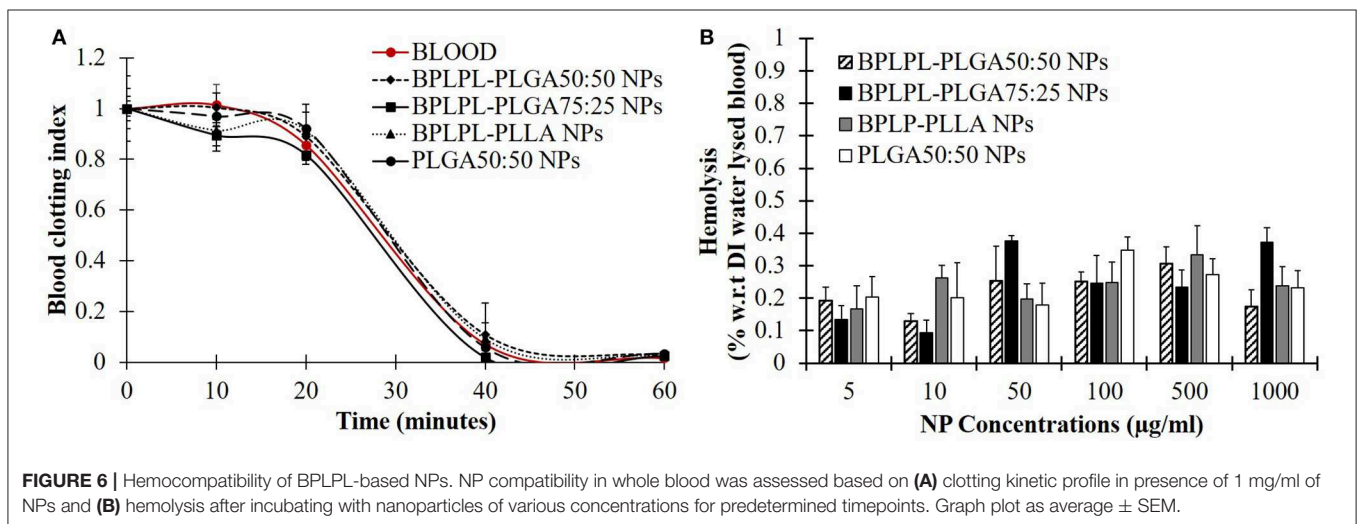 A
1.2
1
0.8
0.6
0.4
0.2
0
0 10 20 30 40 50 60
Blood clotting index
Time (minutes)
BLOOD
BPLPL-PLGA50:50 NPs
BPLPL-PLGA75:25 NPs
BPLPL-PLLA NPs
PLGA50:50 NPs
B
1
0.9
0.8
0.7
0.6
0.5
0.4
0.3
0.2
0.1
0
Hemolysis
(% w.r.t DI water lysed blood)
BPLPL-PLGA50:50 NPs
BPLPL-PLGA75:25 NPs
BPLP-PLLA NPs
PLGA50:50 NPs
5 10 50 100 500 1000
NP Concentrations (µg/ml)
FIGURE 6 | Hemocompatibility of BPLPL-based NPs. NP compatibility in whole blood was assessed based on (A) clotting kinetic profile in presence of 1 mg/ml of
NPs and (B) hemolysis after incubating with nanoparticles of various concentrations for predetermined timepoints. Graph plot as average ± SEM.